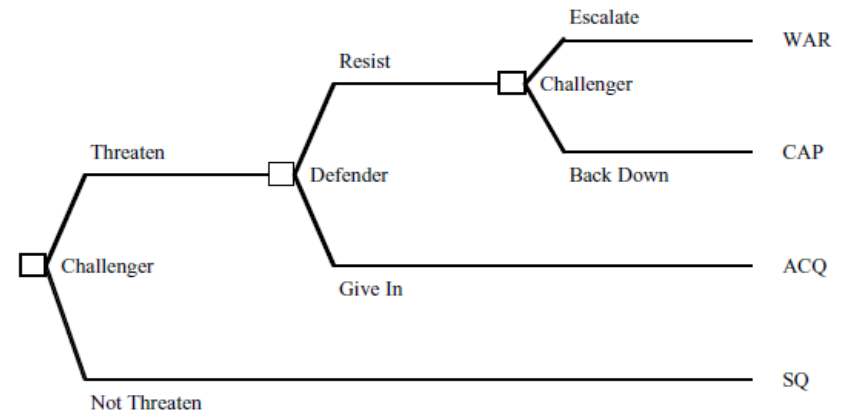 Escalate
WAR
Resist
Challenger
Threaten
CAP
Defender
Back Down
Challenger
ACQ
Give In
SQ
Not Threaten